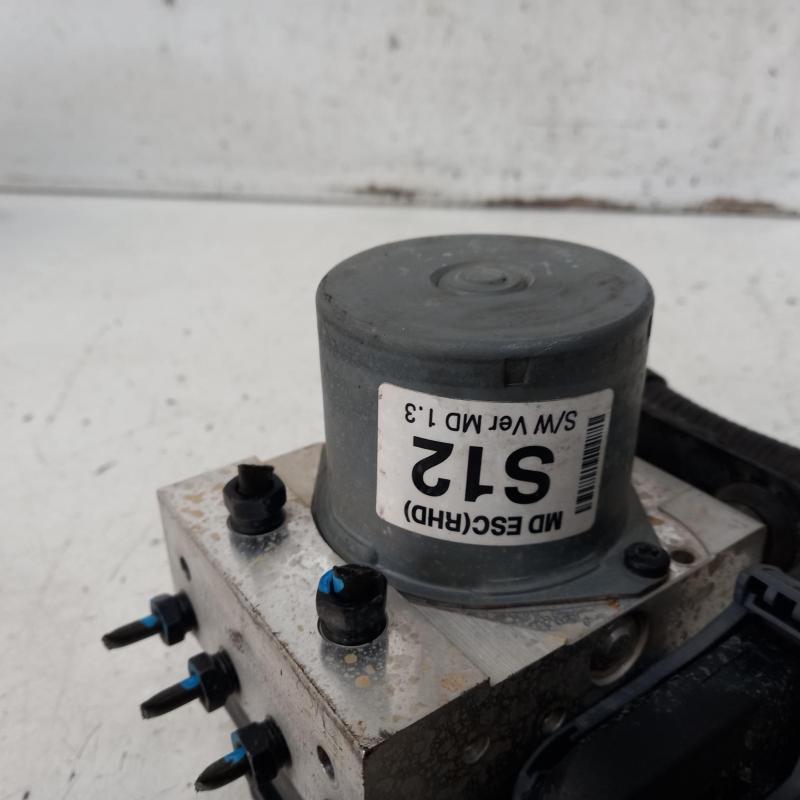 MD ESC(RHD)
S12
S/W Ver MD 1.3